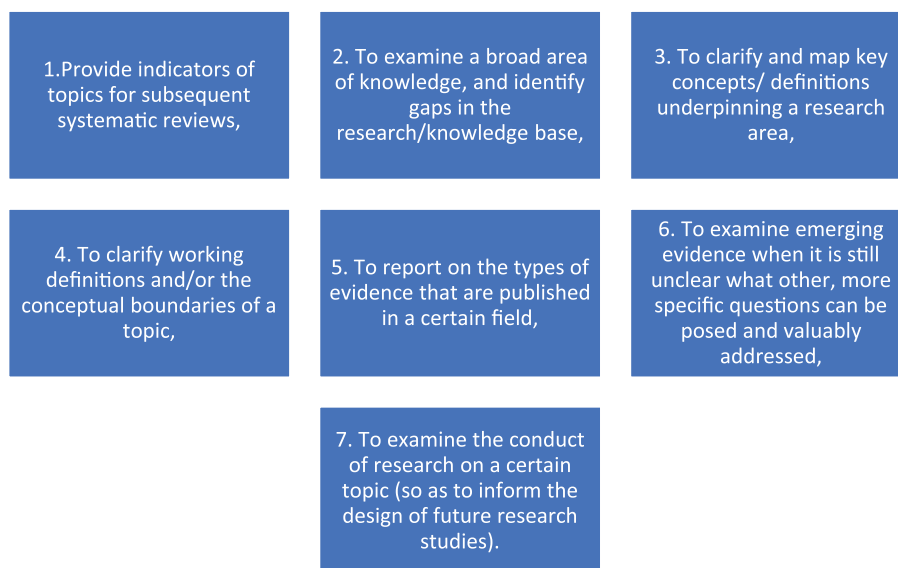 1.Provide indicators of
topics for subsequent
systematic reviews,
2. To examine a broad area
of knowledge, and identify
gaps in the
research/knowledge base,
3. To clarify and map key
concepts/ definitions
underpinning a research
area,
4. To clarify working
definitions and/or the
conceptual boundaries of a
topic,
5. To report on the types of
evidence that are published
in a certain field,
6. To examine emerging
evidence when it is still
unclear what other, more
specific questions can be
posed and valuably
addressed,
7. To examine the conduct
of research on a certain
topic (so as to inform the
design of future research
studies).